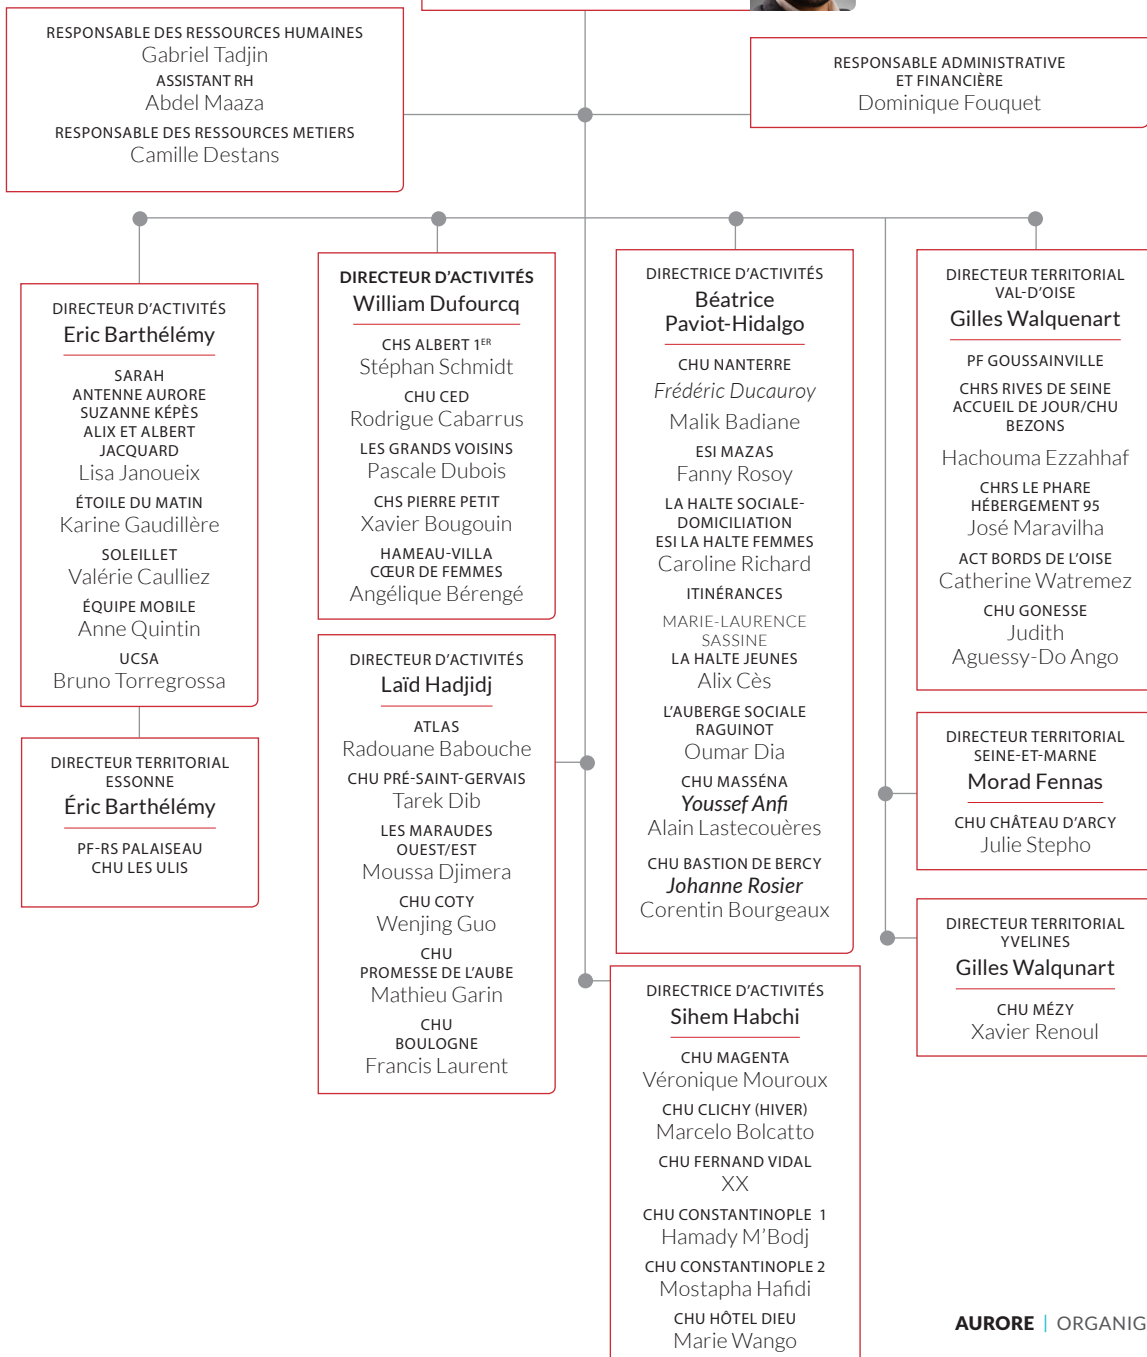 RESPONSABLE DES RESSOURCES HUMAINES
Gabriel Tadjin
ASSISTANT RH
Abdel Maaza
RESPONSABLE DES RESSOURCES METIERS
Camille Destans
RESPONSABLE ADMINISTRATIVE
ET FINANCIÈRE
Dominique Fouquet
DIRECTEUR D'ACTIVITÉS
Eric Barthélémy
SARAH
ANTENNE AURORE
SUZANNE KÉPÈS
ALIX ET ALBERT
JACQUARD
Lisa Janoueix
ÉTOILE DU MATIN
Karine Gaudillère
SOLEILLET
Valérie Caulliez
ÉQUIPE MOBILE
Anne Quintin
UCSA
Bruno Torregrossa
DIRECTEUR TERRITORIAL
ESSONNE
Éric Barthélémy
PF-RS PALAISEAU
CHU LES ULIS
DIRECTEUR D'ACTIVITÉS
William Dufourcq
CHS ALBERT 1ER
Stéphan Schmidt
CHU CED
Rodrigue Cabarrus
LES GRANDS VOISINS
Pascale Dubois
CHS PIERRE PETIT
Xavier Bougouin
HAMEAU-VILLA
CŒUR DE FEMMES
Angélique Bérengé
DIRECTEUR D'ACTIVITÉS
Laïd Hadjidj
ATLAS
Radouane Babouche
CHU PRÉ-SAINT-GERVAIS
Tarek Dib
LES MARAUDES
OUEST/EST
Moussa Djimera
CHU COTY
Wenjing Guo
CHU
PROMESSE DE L'AUBE
Mathieu Garin
CHU
BOULOGNE
Francis Laurent
DIRECTRICE D'ACTIVITÉS
Béatrice
Paviot-Hidalgo
CHU NANTERRE
Frédéric Ducauroy
Malik Badiane
ESI MAZAS
Fanny Rosoy
LA HALTE SOCIALE-
DOMICILIATION
ESI LA HALTE FEMMES
Caroline Richard
ITINÉRANCES
MARIE-LAURENCE
SASSINE
LA HALTE JEUNES
Alix Cès
L'AUBERGE SOCIALE
RAGUINOT
Oumar Dia
CHU MASSÉNA
Youssef Anfi
Alain Lastecouères
CHU BASTION DE BERCY
Johanne Rosier
Corentin Bourgeaux
DIRECTRICE D'ACTIVITÉS
Sihem Habchi
CHU MAGENTA
Véronique Mouroux
CHU CLICHY (HIVER)
Marcelo Bolcatto
CHU FERNAND VIDAL
XX
CHU CONSTANTINOPLE 1
Hamady M'Bodj
CHU CONSTANTINOPLE 2
Mostapha Hafidi
CHU HÔTEL DIEU
Marie Wango
DIRECTEUR TERRITORIAL
VAL-D'OISE
Gilles Walquenart
PF GOUSSAINVILLE
CHRS RIVES DE SEINE
ACCUEIL DE JOUR/CHU
BEZONS
Hachouma Ezzahhaf
CHRS LE PHARE
HÉBERGEMENT 95
José Maravilha
ACT BORDS DE L'OISE
Catherine Watremez
CHU GONESSE
Judith
Aguessy-Do Ango
DIRECTEUR TERRITORIAL
SEINE-ET-MARNE
Morad Fennas
CHU CHÂTEAU D'ARCY
Julie Stepho
DIRECTEUR TERRITORIAL
YVELINES
Gilles Walqunart
CHU MÉZY
Xavier Renoul
AURORE | ORGANIG